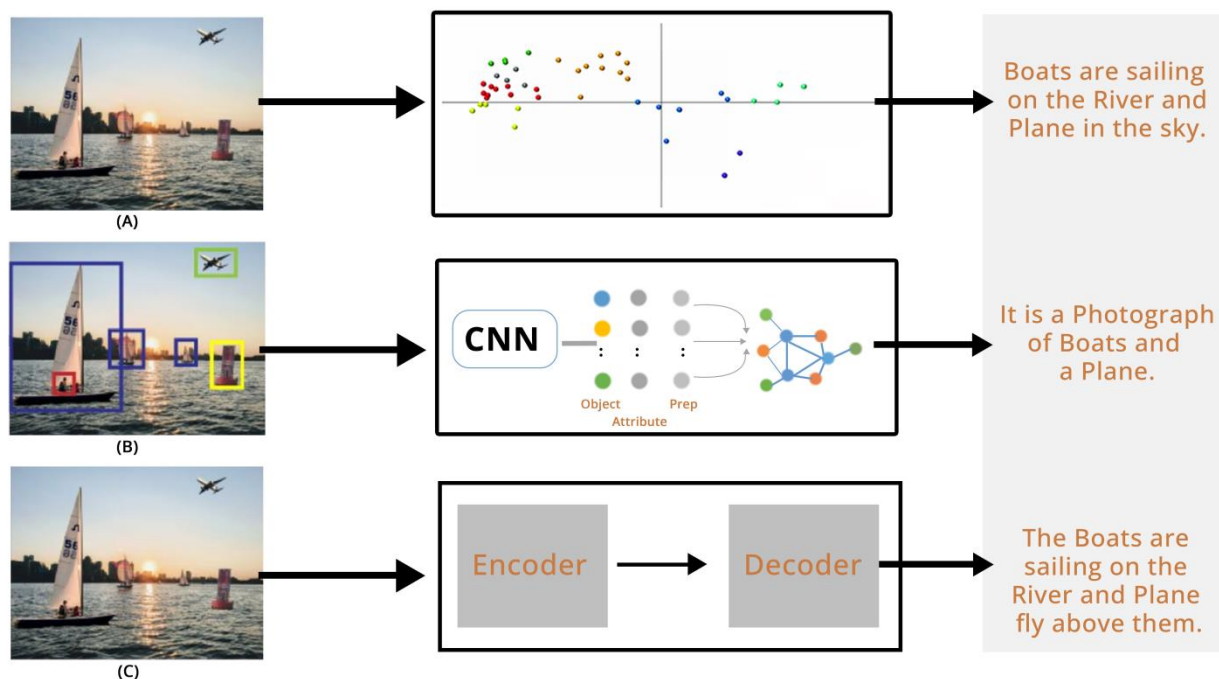 Boats are sailing
on the River and
Plane in the sky.
(A)
CNN
Object
Prep
Attribute
It is a Photograph
of Boats and
a Plane.
(B)
Encoder
Decoder
The Boats are
sailing on the
River and Plane
fly above them.
(C)